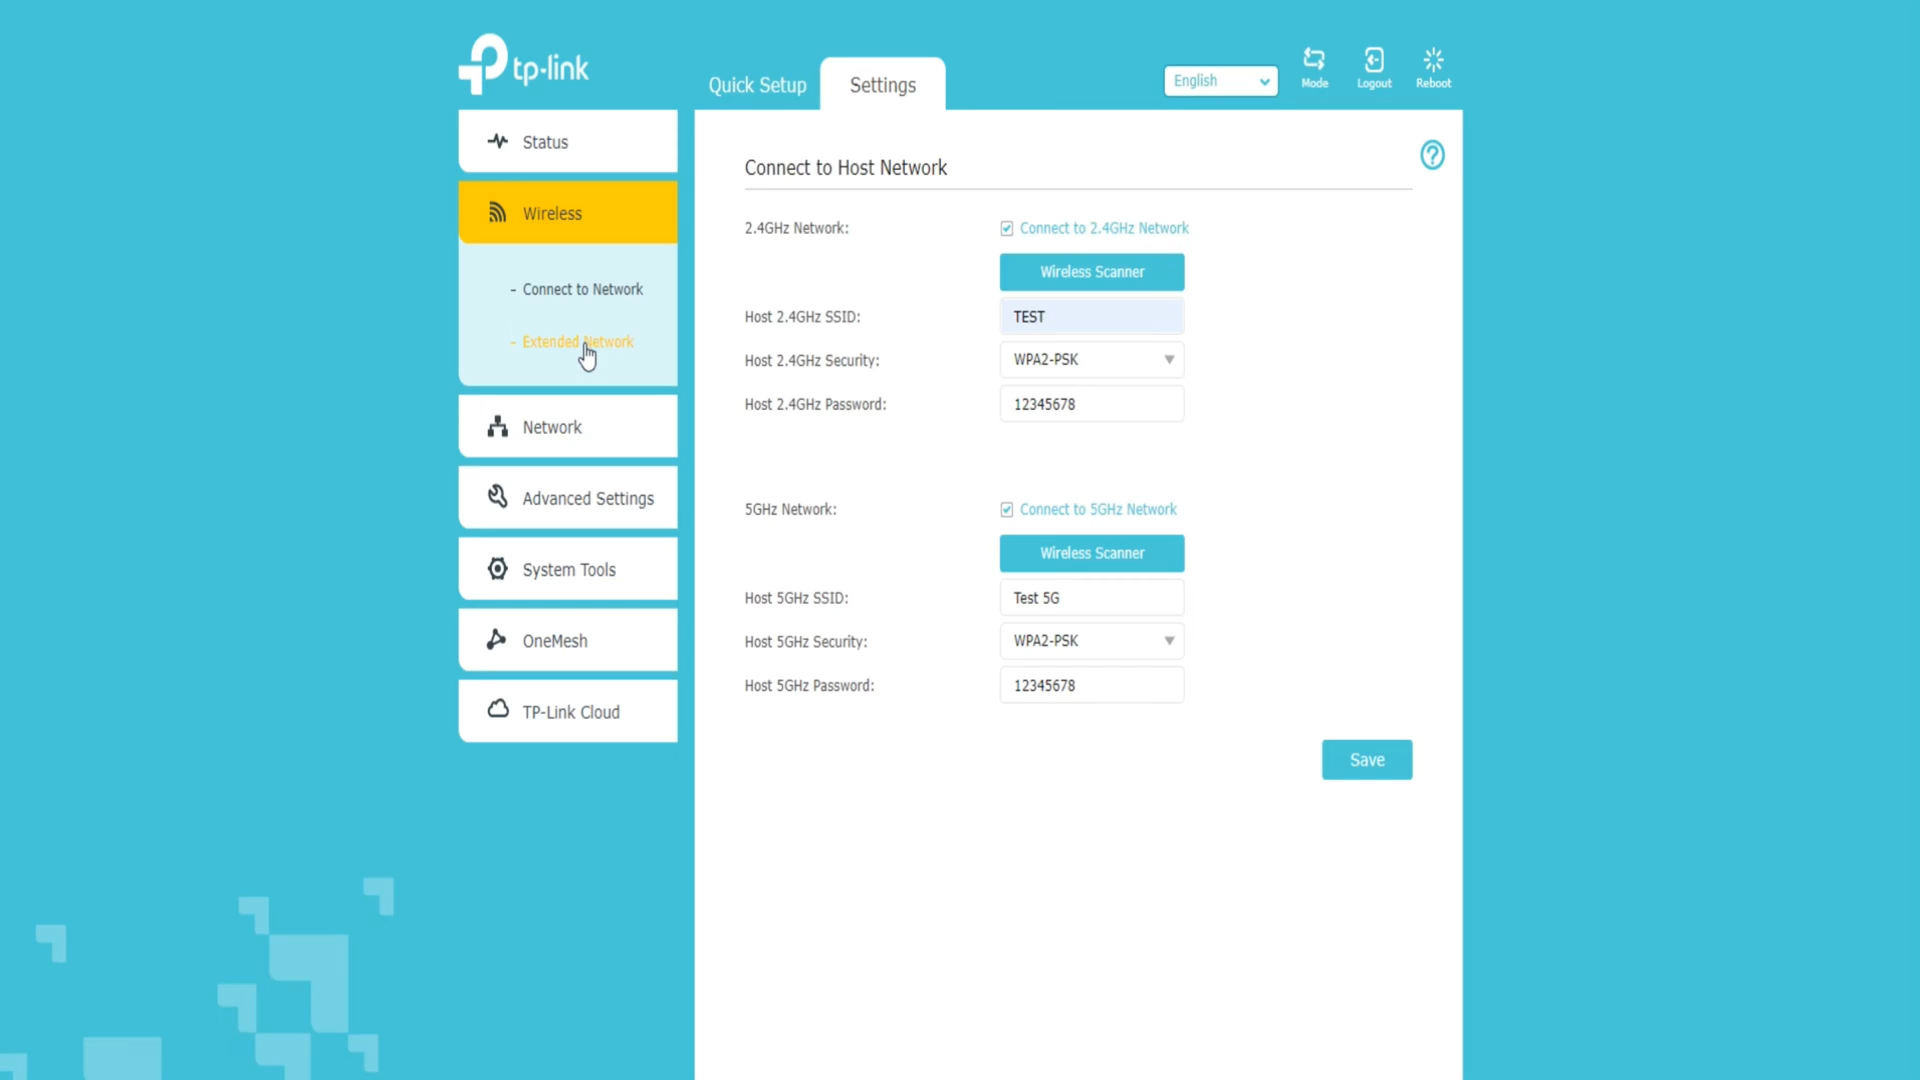 tp-link
Quick Setup
Settings
English
Mode
Logout
Reboot
Status
Wireless
- Connect to Network
- Extended Network
Network
Advanced Settings
System Tools
OneMesh
TP-Link Cloud
Connect to Host Network
2.4GHz Network:
Connect to 2.4GHz Network
Wireless Scanner
Host 2.4GHz SSID:
TEST
Host 2.4GHz Security:
WPA2-PSK
Host 2.4GHz Password:
12345678
5GHz Network:
Connect to 5GHz Network
Wireless Scanner
Host 5GHz SSID:
Test 5G
Host 5GHz Security:
WPA2-PSK
Host 5GHz Password:
12345678
Save